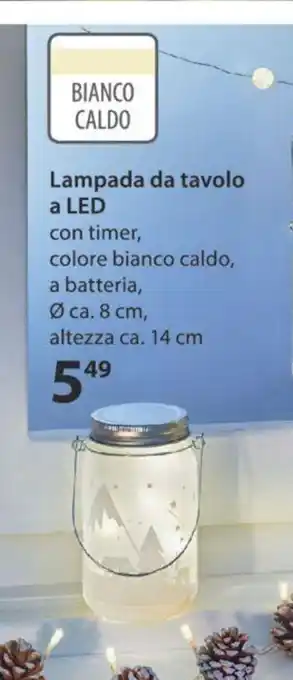 BIANCO
CALDO
Lampada da tavolo
a LED
con timer,
colore bianco caldo,
a batteria,
Ø ca. 8 cm,
altezza ca. 14 cm
5 49